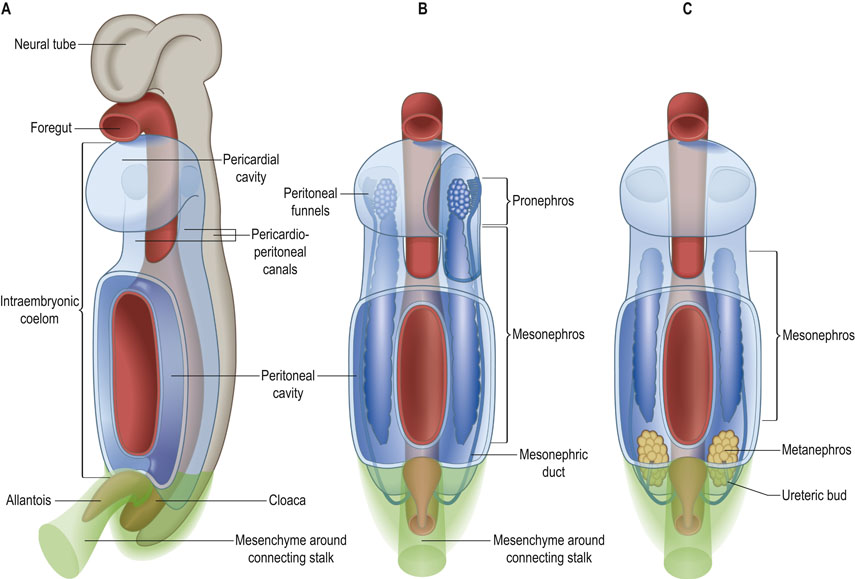 A
Neural tube
Foregut
Pericardial
cavity
Pericardio-
peritoneal
canals
Intraembryonic
coelom
Peritoneal
cavity
Allantois
Cloaca
Mesenchyme around
connecting stalk
B
Peritoneal
funnels
Pronephros
Mesonephros
Mesonephric
duct
Mesenchyme around
connecting stalk
C
Mesonephros
Metanephros
Ureteric bud